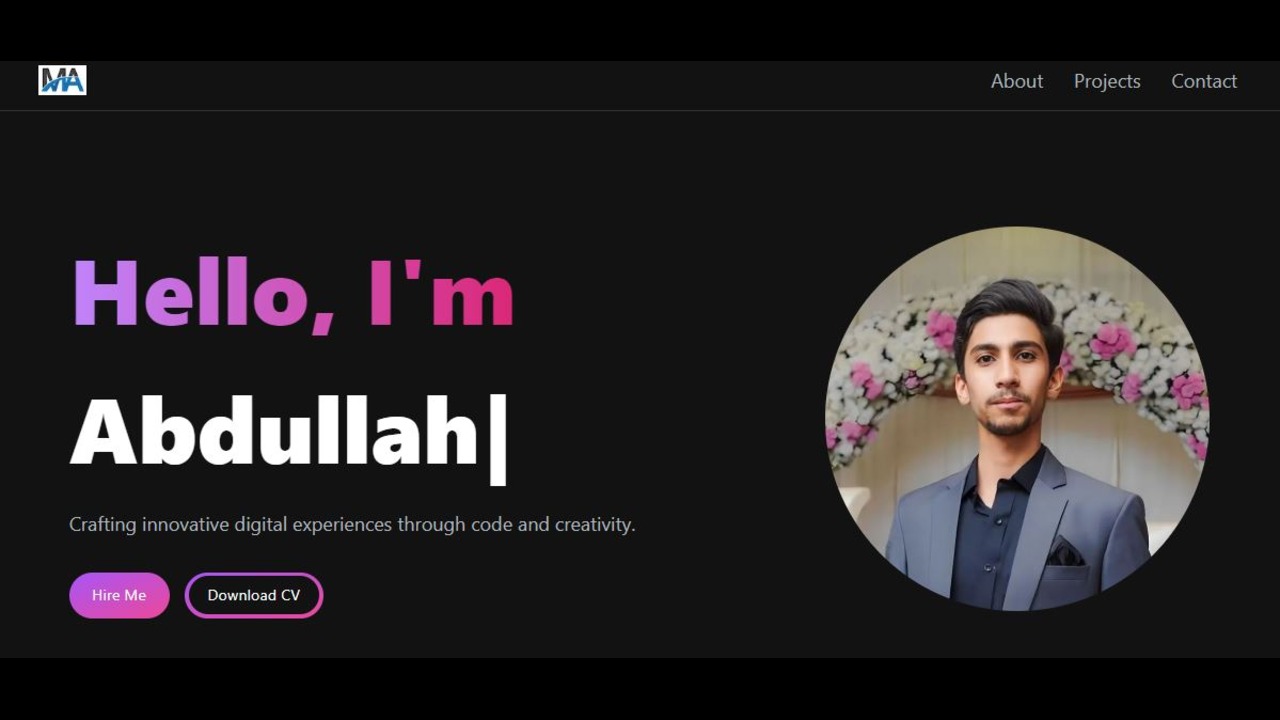 MA
About Projects Contact
Hello, I'm
Abdullah|
Crafting innovative digital experiences through code and creativity.
Hire Me Download CV